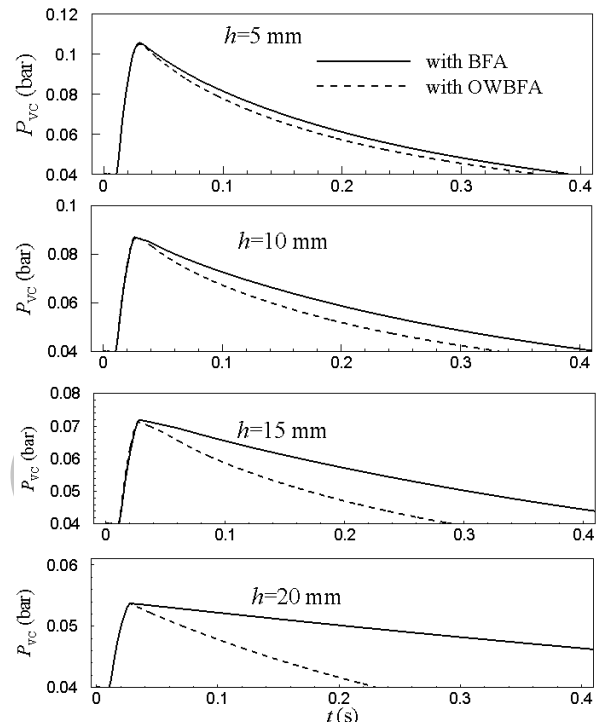 0.12
h=5 mm
with BFA
0.1
with OWBFA
P_VC (bar)
0.08
0.06
0.04
0 0.1 0.2 0.3 0.4
0.1
h=10 mm
0.08
P_VC (bar)
0.06
0.04
0 0.1 0.2 0.3 0.4
0.08
0.07
h=15 mm
P_VC (bar)
0.06
0.05
0.04
0 0.1 0.2 0.3 0.4
0.06
h=20 mm
P_VC (bar)
0.05
0.04
0 0.1 0.2 0.3 0.4
t (s)